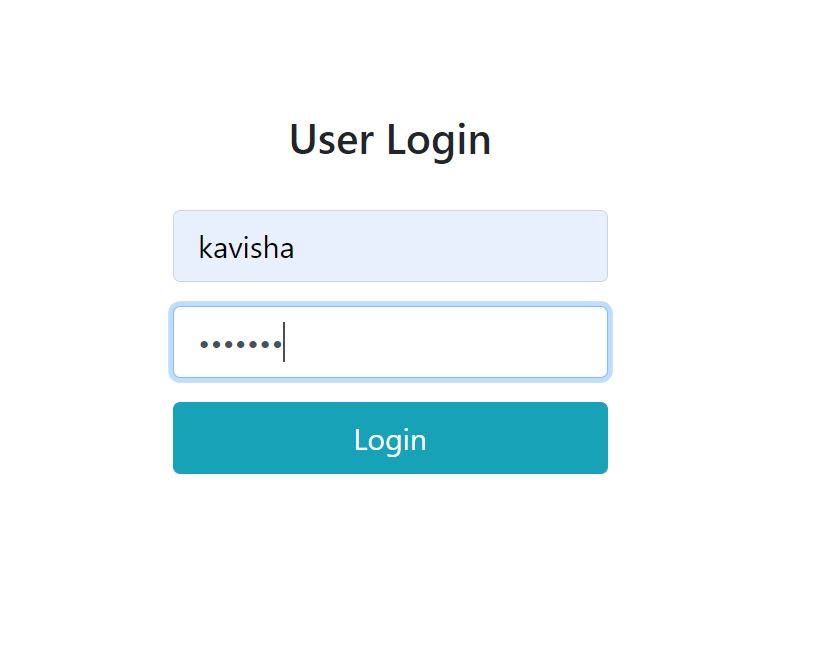 User Login
kavisha
•••••••
Login